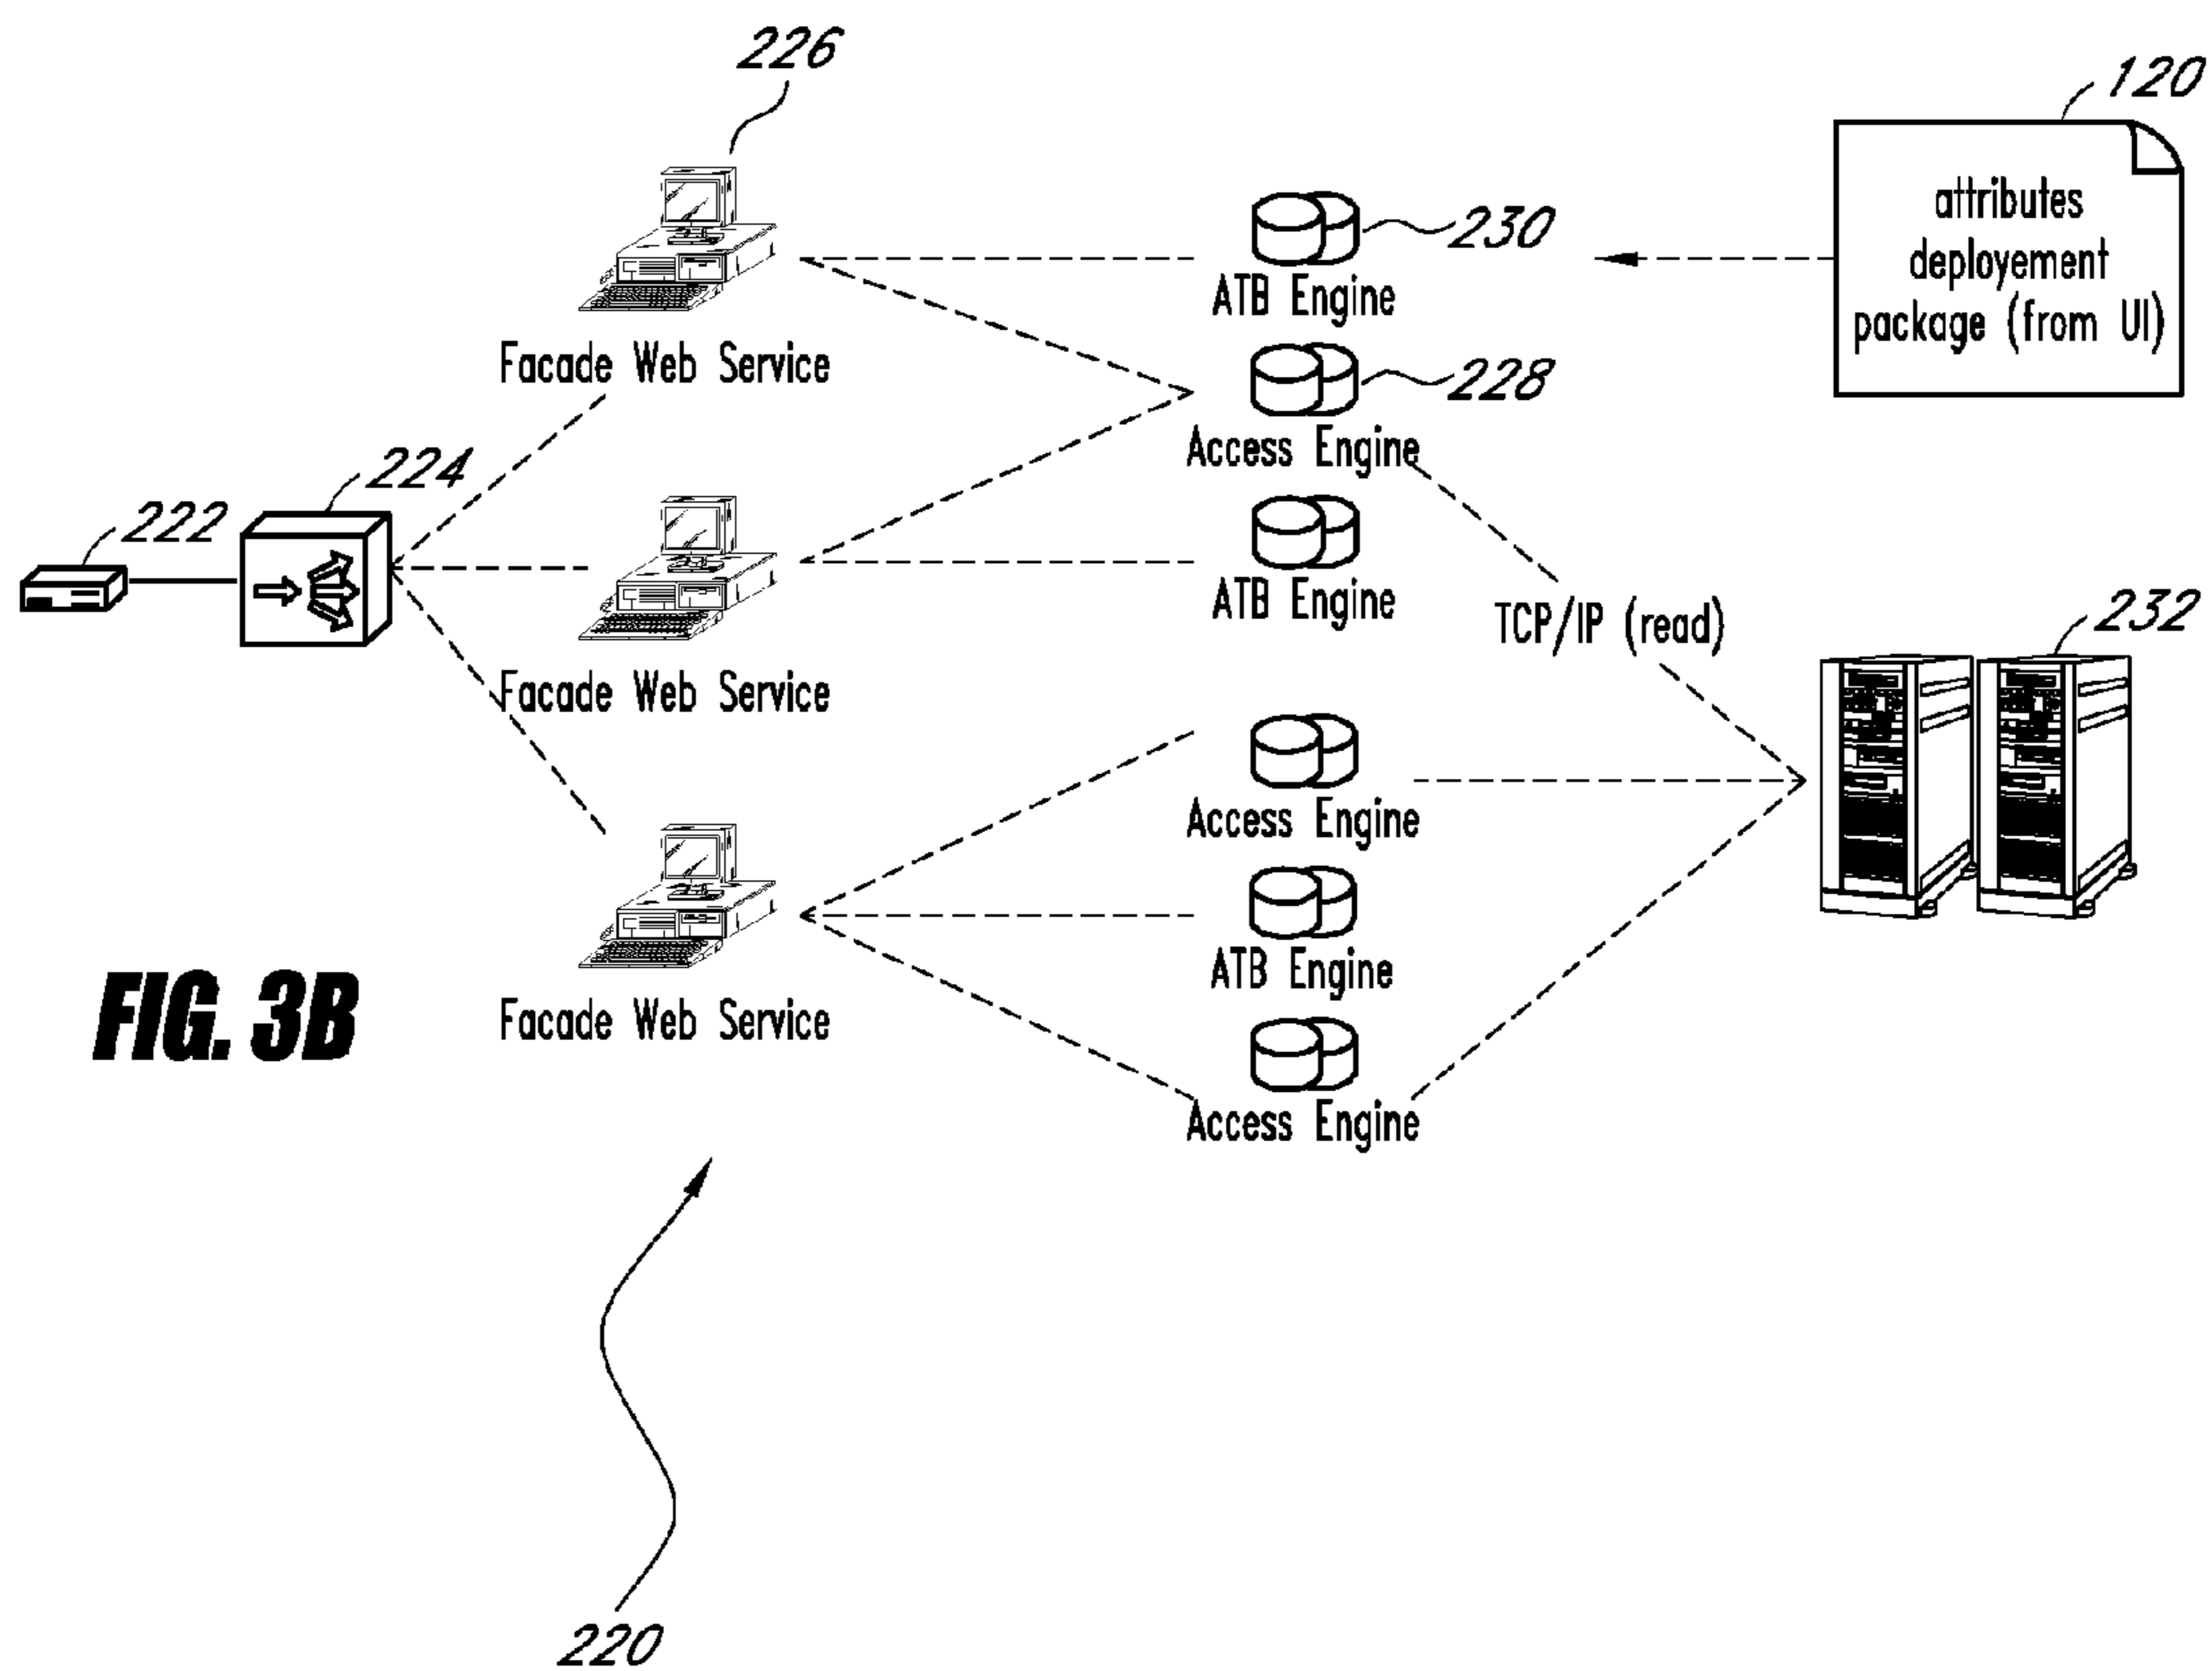 226
120
attributes
deployement
package (from UI)
230
ATB Engine
Facade Web Service
228
Access Engine
224
222
ATB Engine
TCP/IP (read)
232
Facade Web Service
Access Engine
ATB Engine
FIG. 3B
Facade Web Service
Access Engine
220